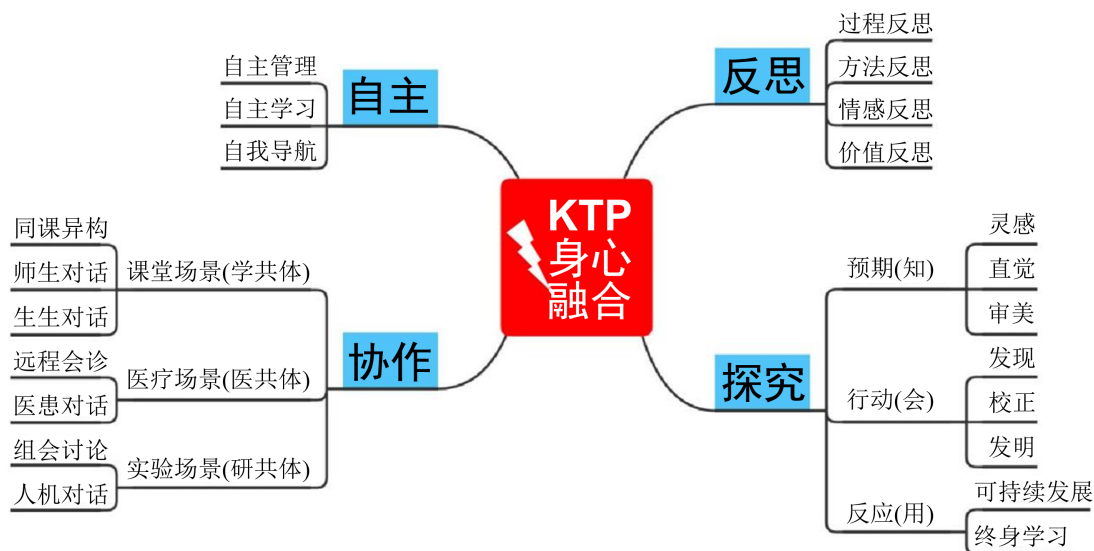 KTP
身心
融合
自主
自主管理
自主学习
自我导航
反思
过程反思
方法反思
情感反思
价值反思
协作
课堂场景(学共体)
同课异构
师生对话
生生对话
医疗场景(医共体)
远程会诊
医患对话
实验场景(研共体)
组会讨论
人机对话
探究
预期(知)
灵感
直觉
审美
行动(会)
发现
校正
发明
反应(用)
可持续发展
终身学习